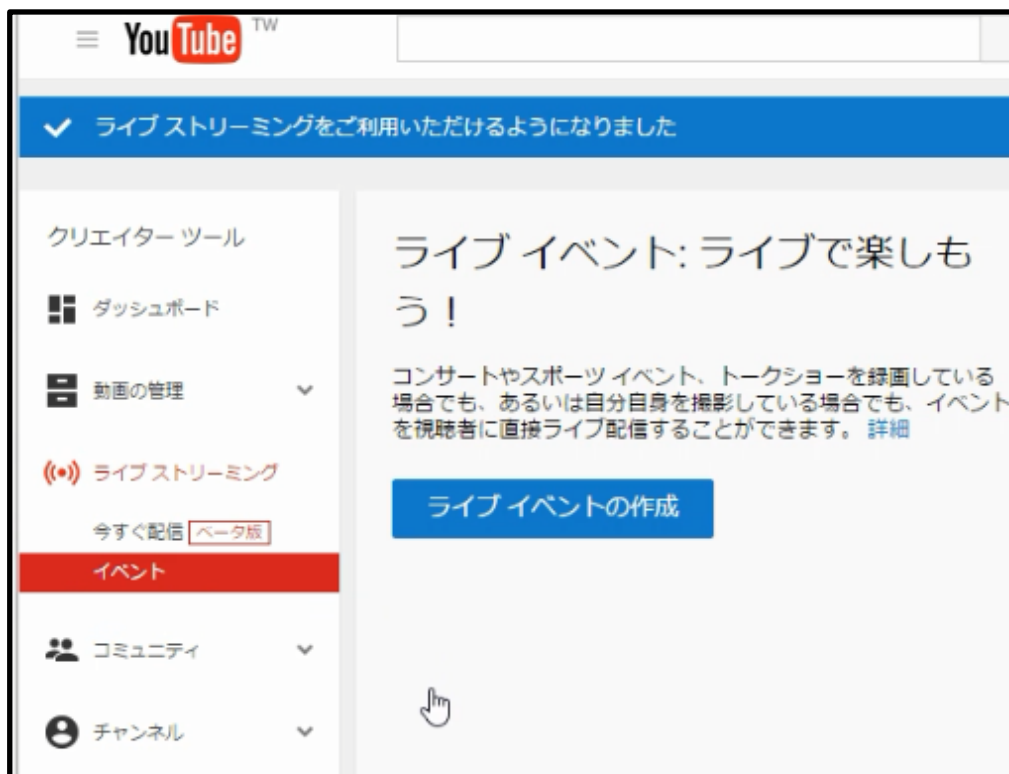 YouTube TW
ライブ ストリーミングをご利用いただけるようになりました
クリエイター ツール
ダッシュボード
動画の管理
ライブ ストリーミング
今すぐ配信 ベータ版
イベント
コミュニティ
チャンネル
ライブ イベント: ライブで楽しも
う！
コンサートやスポーツ イベント、トークショーを録画している
場合でも、あるいは自分自身を撮影している場合でも、イベント
を視聴者に直接ライブ配信することができます。 詳細
ライブ イベントの作成